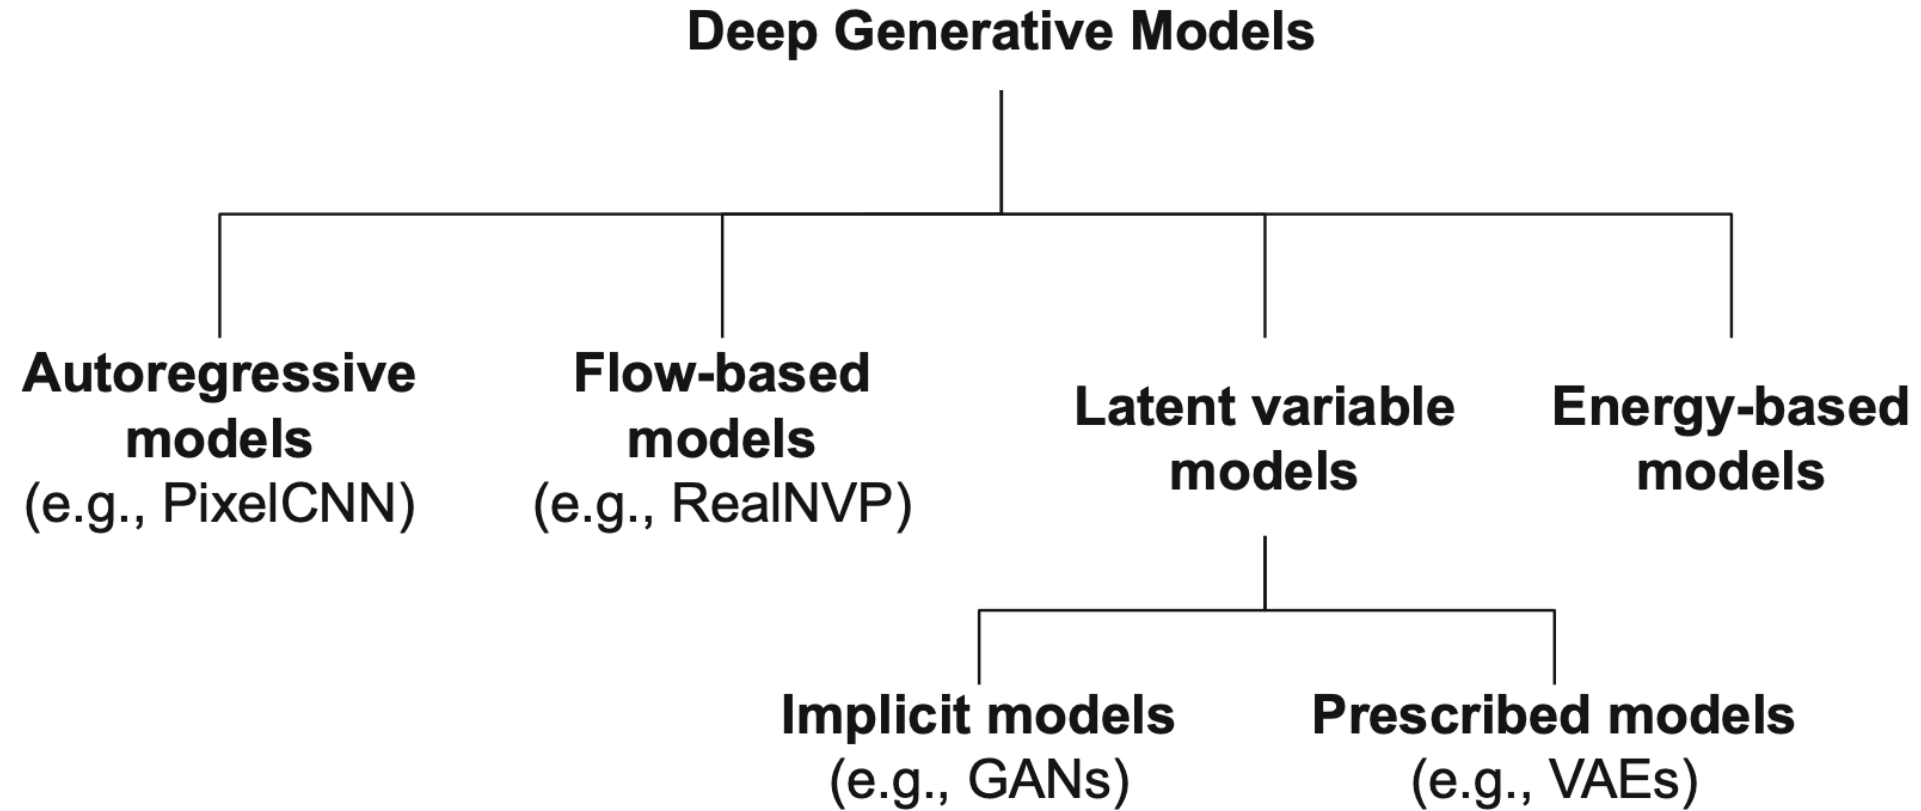 Deep Generative Models
Autoregressive
models
(e.g., PixelCNN)
Flow-based
models
(e.g., RealNVP)
Latent variable
models
Energy-based
models
Implicit models
(e.g., GANs)
Prescribed models
(e.g., VAEs)